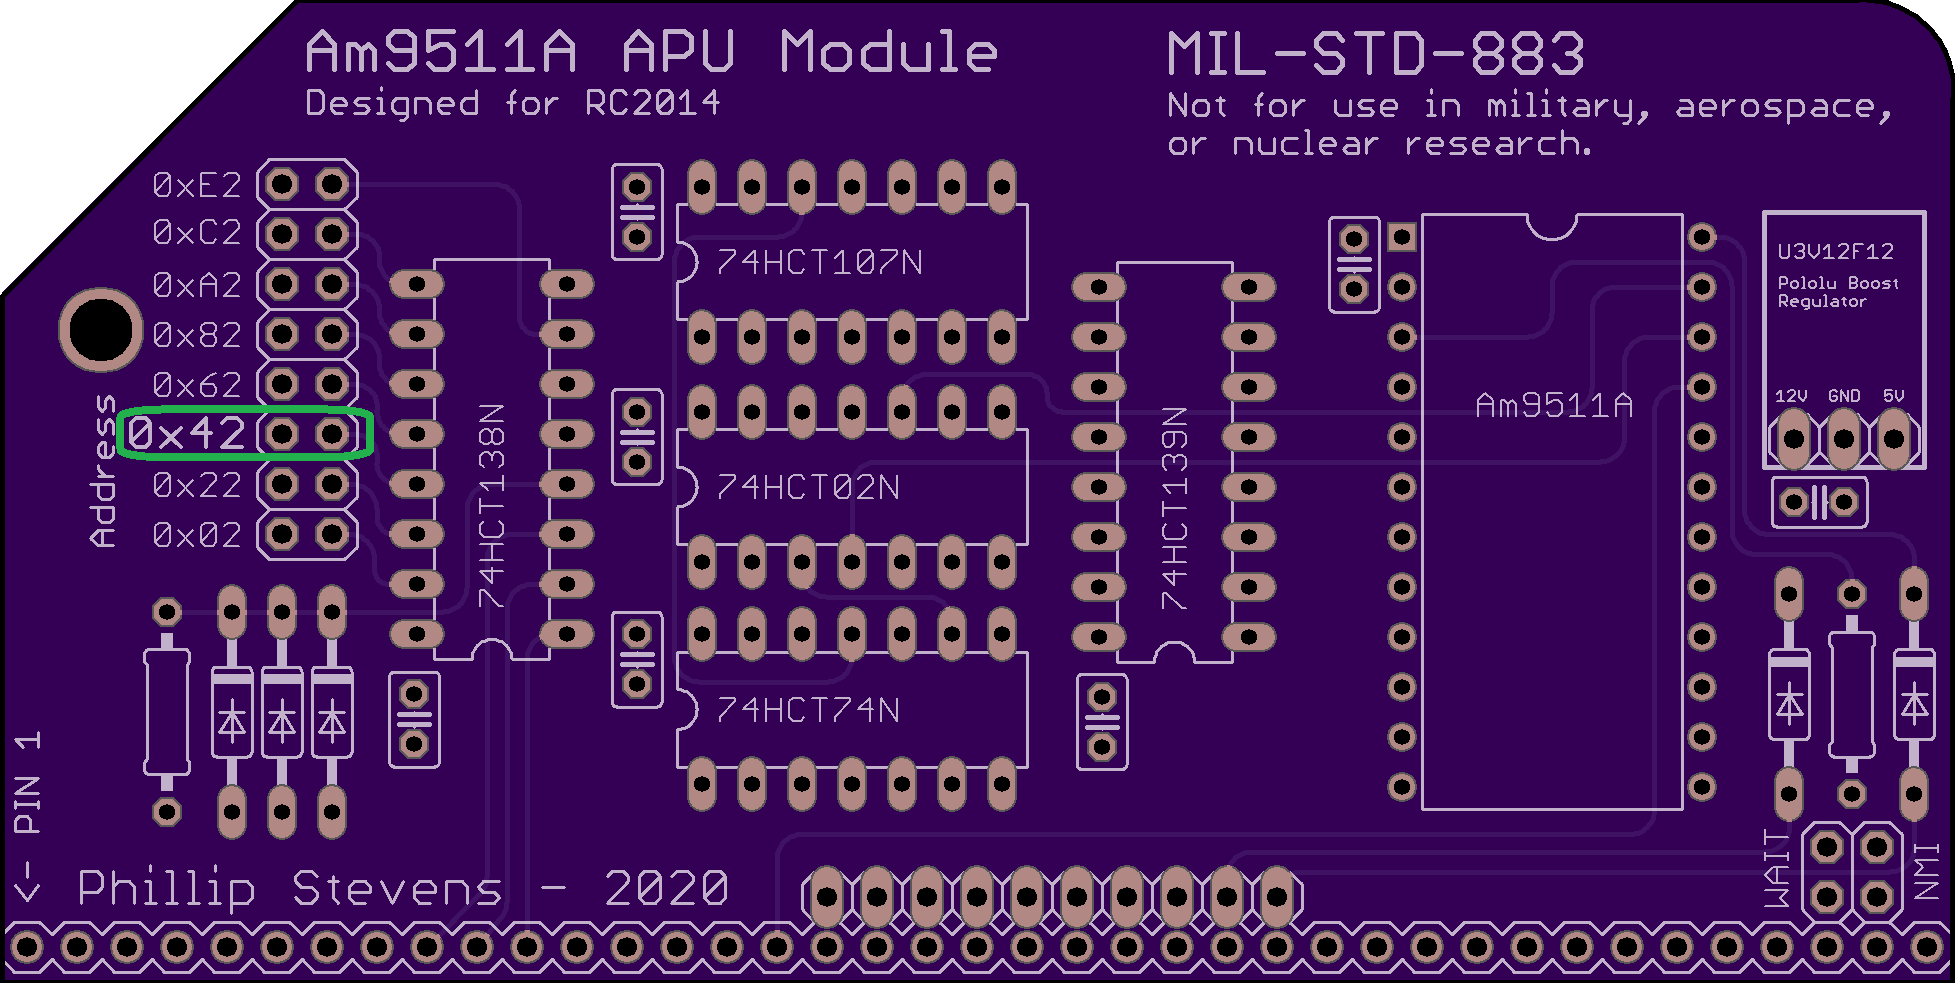 Am9511A APU Module
Designed for RC2014
MIL-STD-883
Not for use in military, aerospace,
or nuclear research.
0xE2
0xC2
0xA2
0x82
0x62
0x42
0x22
0x02
Address
74HCT138N
74HCT107N
74HCT02N
74HCT74N
74HCT139N
Am9511A
U3V12F12
Pololu Boost
Regulator
12V GND 5V
<- PIN 1
Phillip Stevens - 2020
WAIT
NMI